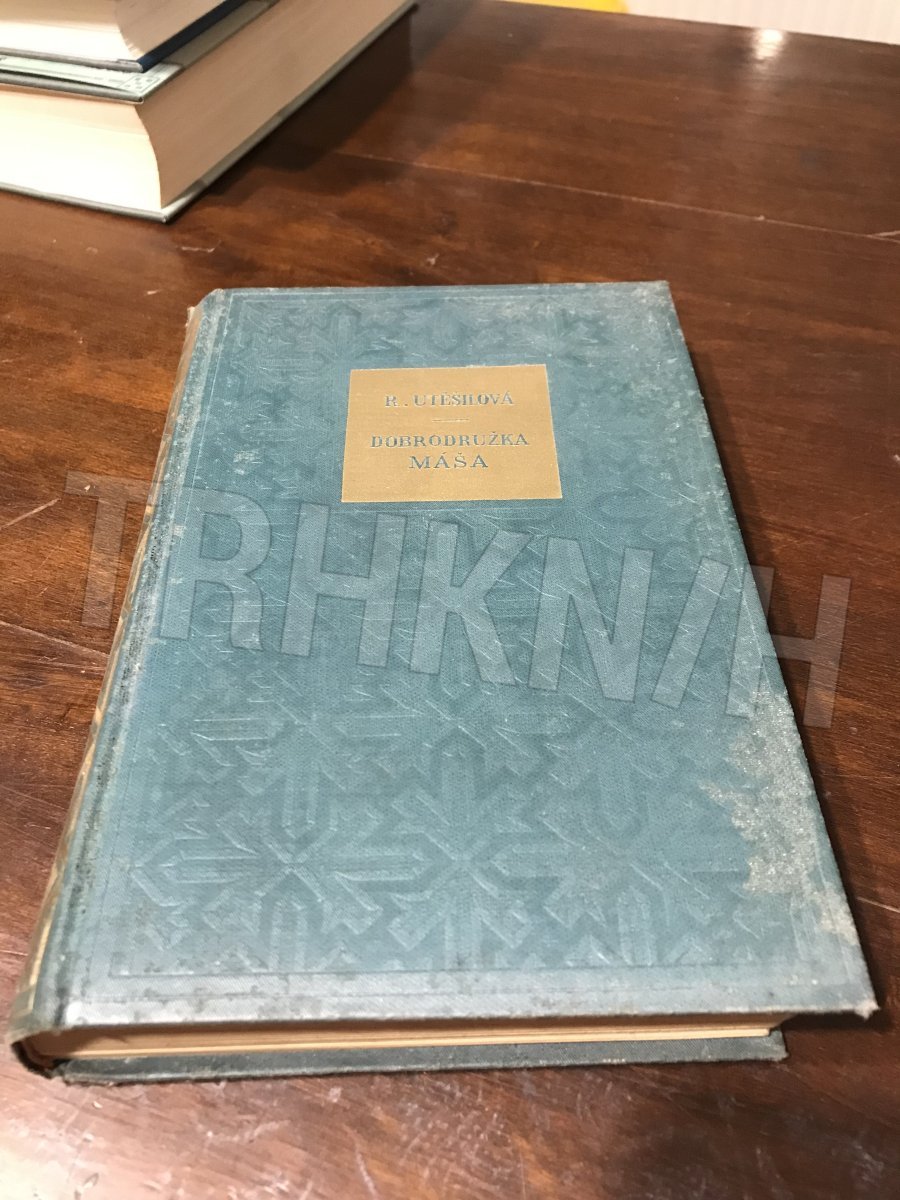 R. UTĚŠILOVÁ
DOBRODRUŽKA
MÁŠA
TRHKNIH